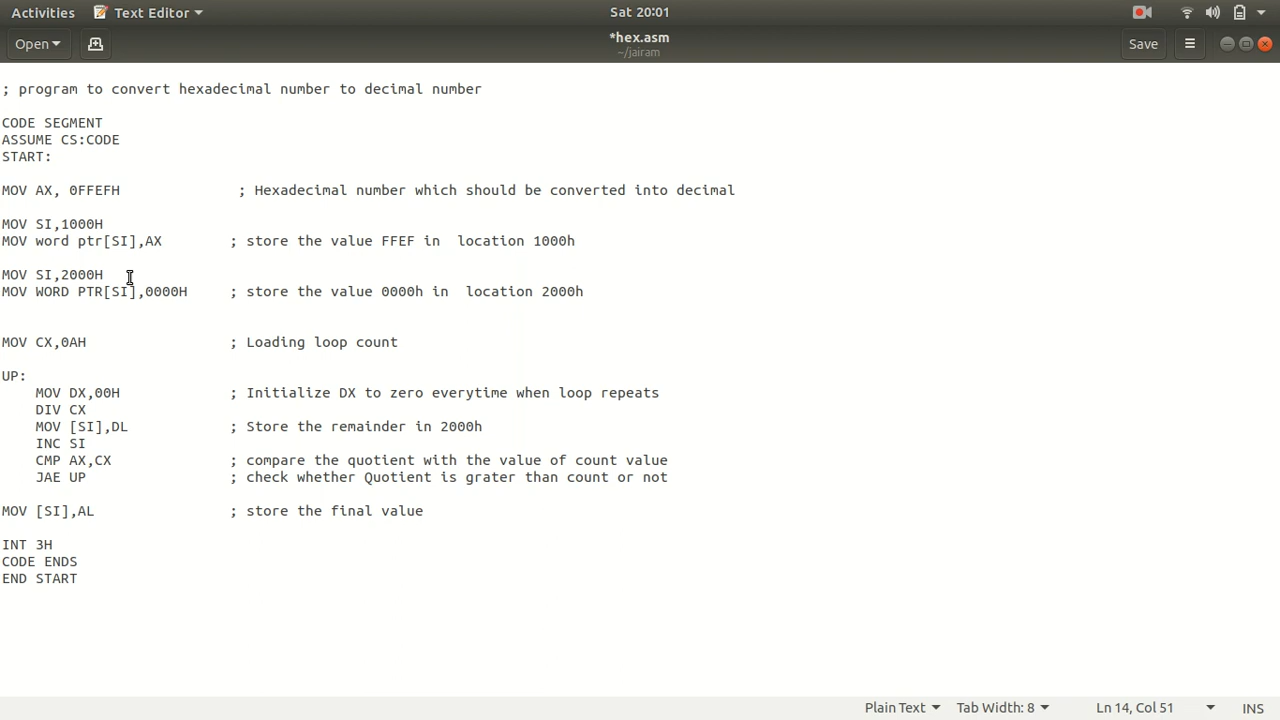 Activities Text Editor Sat 20:01
Open *hex.asm Save
~/jairam
; program to convert hexadecimal number to decimal number
CODE SEGMENT
ASSUME CS:CODE
START:
MOV AX, 0FFEFH ; Hexadecimal number which should be converted into decimal
MOV SI,1000H
MOV word ptr[SI],AX ; store the value FFEF in  location 1000h
MOV SI,2000H
MOV WORD PTR[SI],0000H ; store the value 0000h in  location 2000h
MOV CX,0AH ; Loading loop count
UP:
MOV DX,00H ; Initialize DX to zero everytime when loop repeats
DIV CX
MOV [SI],DL ; Store the remainder in 2000h
INC SI
CMP AX,CX ; compare the quotient with the value of count value
JAE UP ; check whether Quotient is grater than count or not
MOV [SI],AL ; store the final value
INT 3H
CODE ENDS
END START
Plain Text Tab Width: 8 Ln 14, Col 51 INS